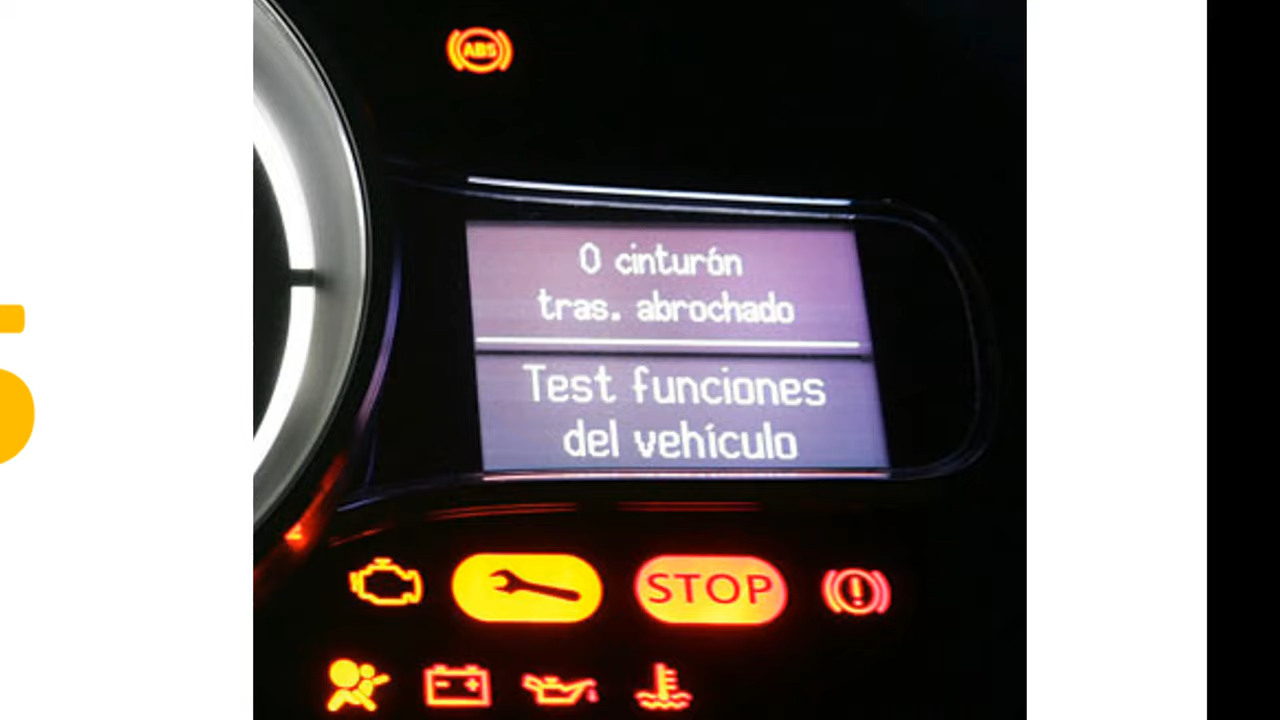 ABS
0 cinturón
tras. abrochado
Test funciones
del vehículo
STOP